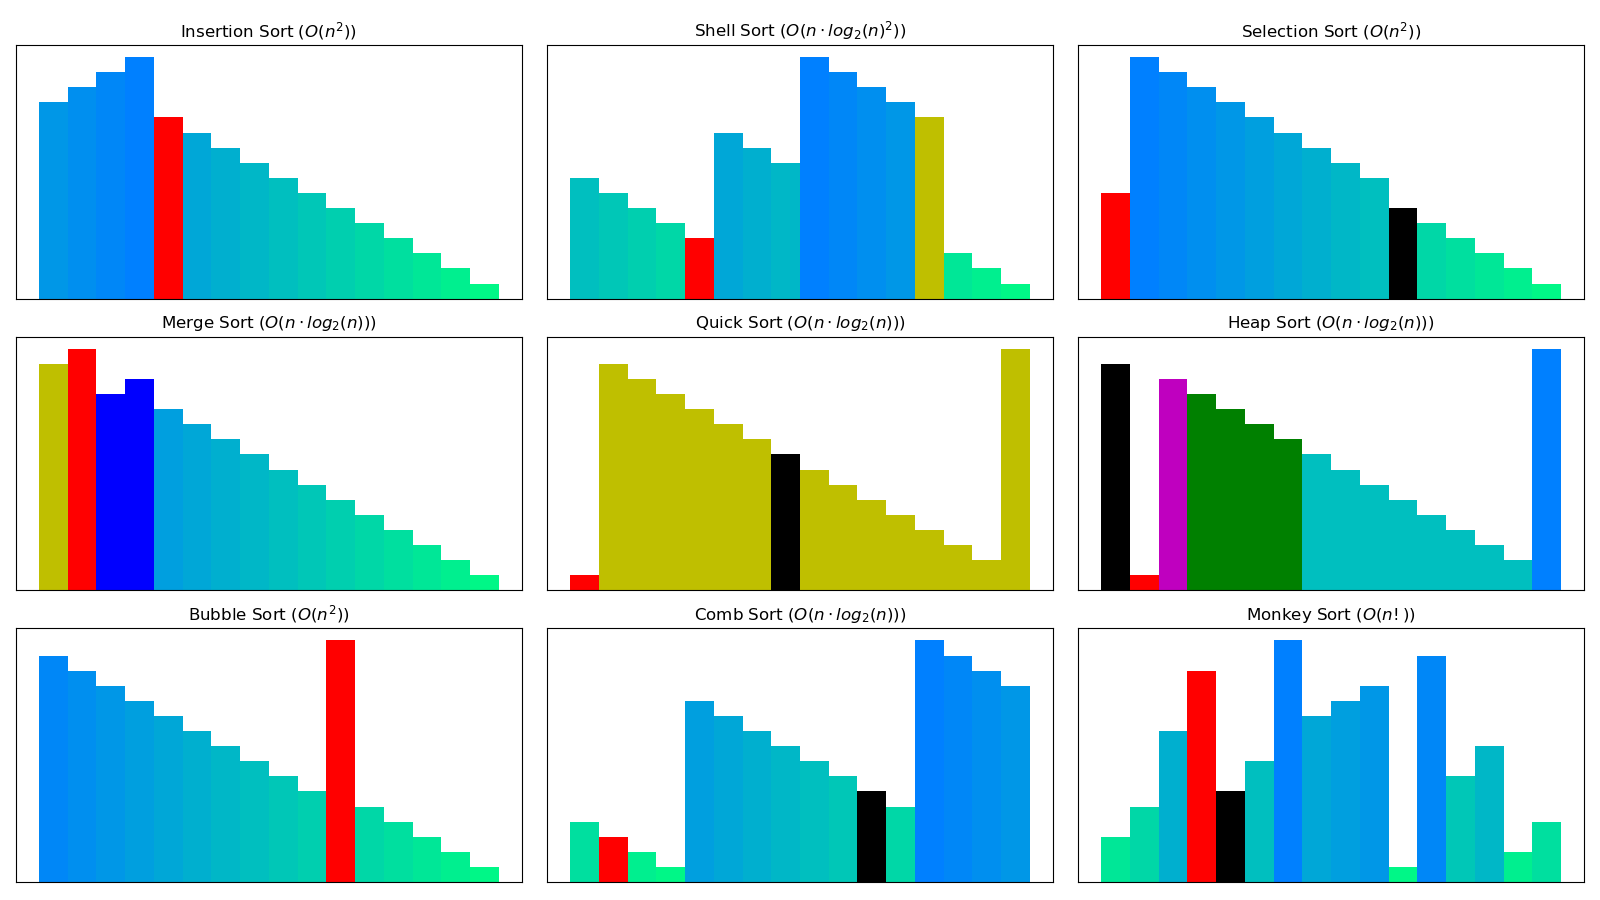 Insertion Sort (O(n²))
Shell Sort (O(n · log₂(n)²))
Selection Sort (O(n²))
Merge Sort (O(n · log₂(n)))
Quick Sort (O(n · log₂(n)))
Heap Sort (O(n · log₂(n)))
Bubble Sort (O(n²))
Comb Sort (O(n · log₂(n)))
Monkey Sort (O(n!))